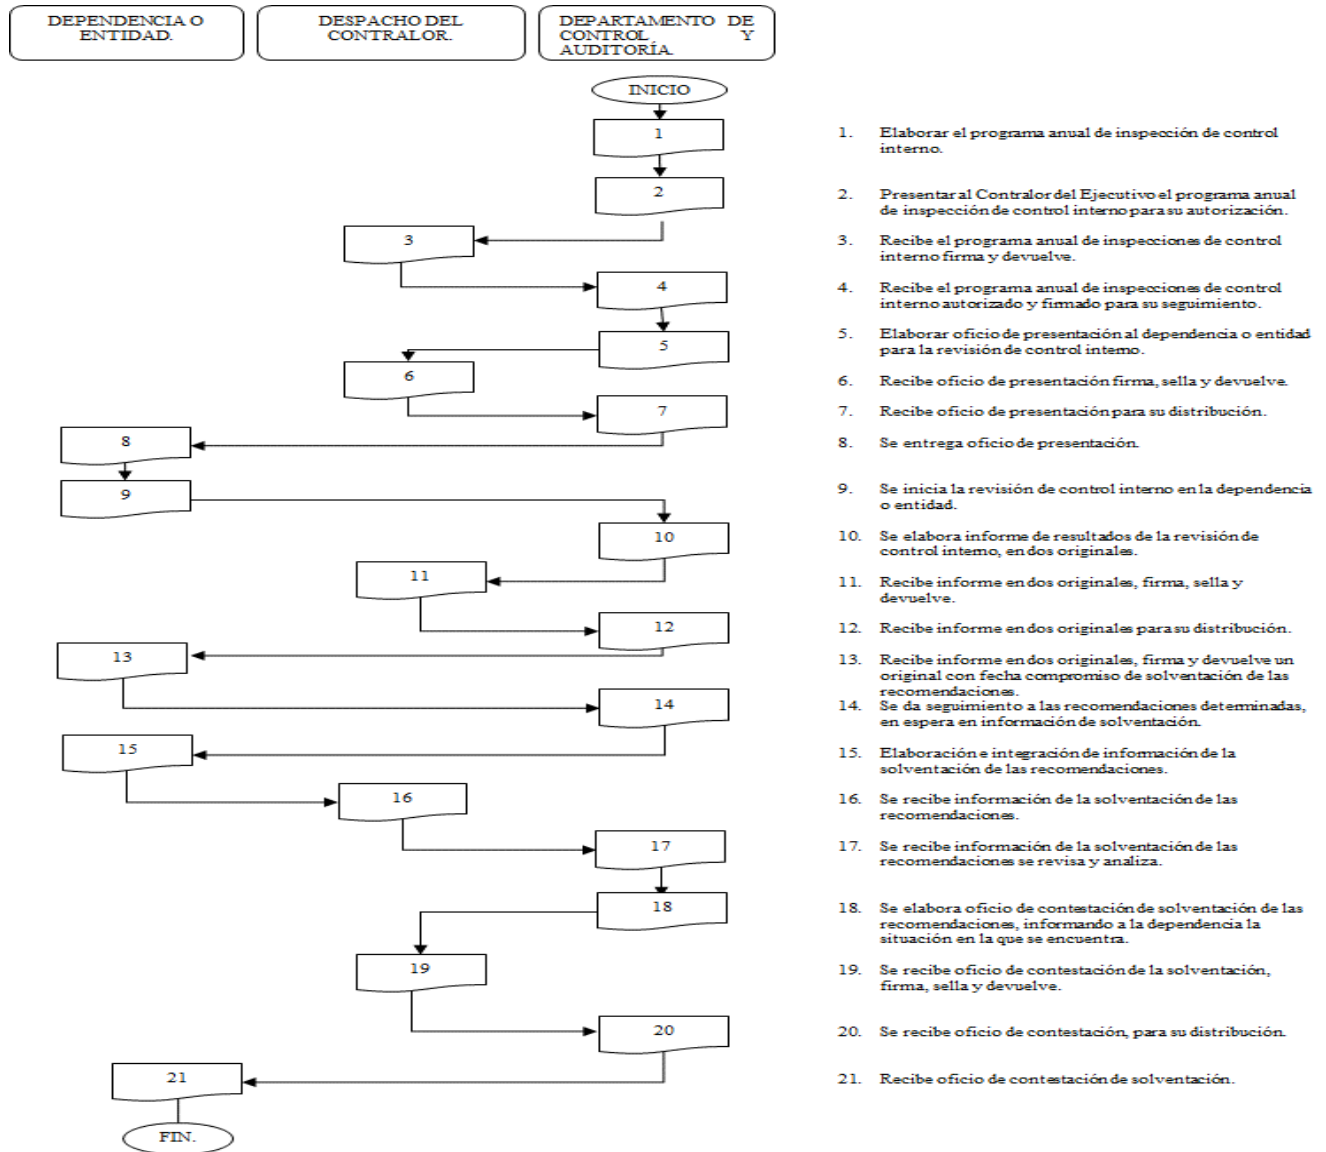 DEPENDENCIA O
ENTIDAD.
DESPACHO DEL
CONTRALOR.
DEPARTAMENTO DE
CONTROL Y
AUDITORÍA.
INICIO
1
2
3
4
5
6
7
8
9
10
11
12
13
14
15
16
17
18
19
20
21
FIN.
1. Elaborar el programa anual de inspección de control
interno.
2. Presentar al Contralor del Ejecutivo el programa anual
de inspección de control interno para su autorización.
3. Recibe el programa anual de inspecciones de control
interno firma y devuelve.
4. Recibe el programa anual de inspecciones de control
interno autorizado y firmado para su seguimiento.
5. Elaborar oficio de presentación al dependencia o entidad
para la revisión de control interno.
6. Recibe oficio de presentación firma, sella y devuelve.
7. Recibe oficio de presentación para su distribución.
8. Se entrega oficio de presentación.
9. Se inicia la revisión de control interno en la dependencia
o entidad.
10. Se elabora informe de resultados de la revisión de
control interno, en dos originales.
11. Recibe informe en dos originales, firma, sella y
devuelve.
12. Recibe informe en dos originales para su distribución.
13. Recibe informe en dos originales, firma y devuelve un
original con fecha compromiso de solventación de las
recomendaciones.
14. Se da seguimiento a las recomendaciones determinadas,
en espera en información de solventación.
15. Elaboración e integración de información de la
solventación de las recomendaciones.
16. Se recibe información de la solventación de las
recomendaciones.
17. Se recibe información de la solventación de las
recomendaciones se revisa y analiza.
18. Se elabora oficio de contestación de solventación de las
recomendaciones, informando a la dependencia la
situación en la que se encuentra.
19. Se recibe oficio de contestación de la solventación,
firma, sella y devuelve.
20. Se recibe oficio de contestación, para su distribución.
21. Recibe oficio de contestación de solventación.